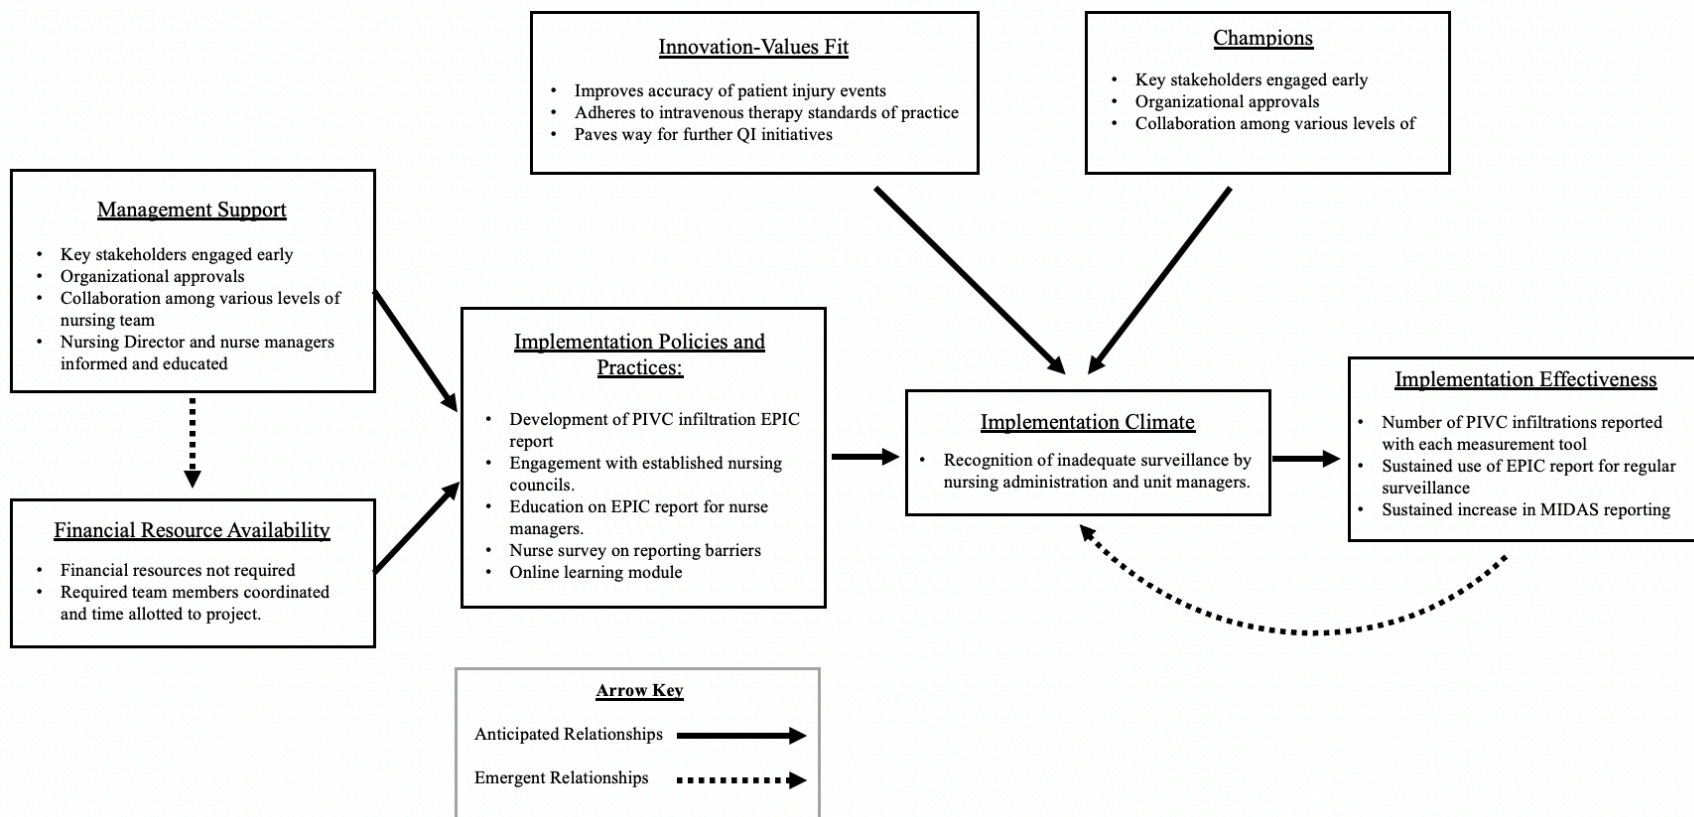 Innovation-Values Fit
• Improves accuracy of patient injury events
• Adheres to intravenous therapy standards of practice
• Paves way for further QI initiatives
Champions
• Key stakeholders engaged early
• Organizational approvals
• Collaboration among various levels of
Management Support
• Key stakeholders engaged early
• Organizational approvals
• Collaboration among various levels of
nursing team
• Nursing Director and nurse managers
informed and educated
Financial Resource Availability
• Financial resources not required
• Required team members coordinated
and time allotted to project.
Implementation Policies and
Practices:
• Development of PIVC infiltration EPIC
report
• Engagement with established nursing
councils.
• Education on EPIC report for nurse
managers.
• Nurse survey on reporting barriers
• Online learning module
Implementation Climate
• Recognition of inadequate surveillance by
nursing administration and unit managers.
Implementation Effectiveness
• Number of PIVC infiltrations reported
with each measurement tool
• Sustained use of EPIC report for regular
surveillance
• Sustained increase in MIDAS reporting
Arrow Key
Anticipated Relationships
Emergent Relationships